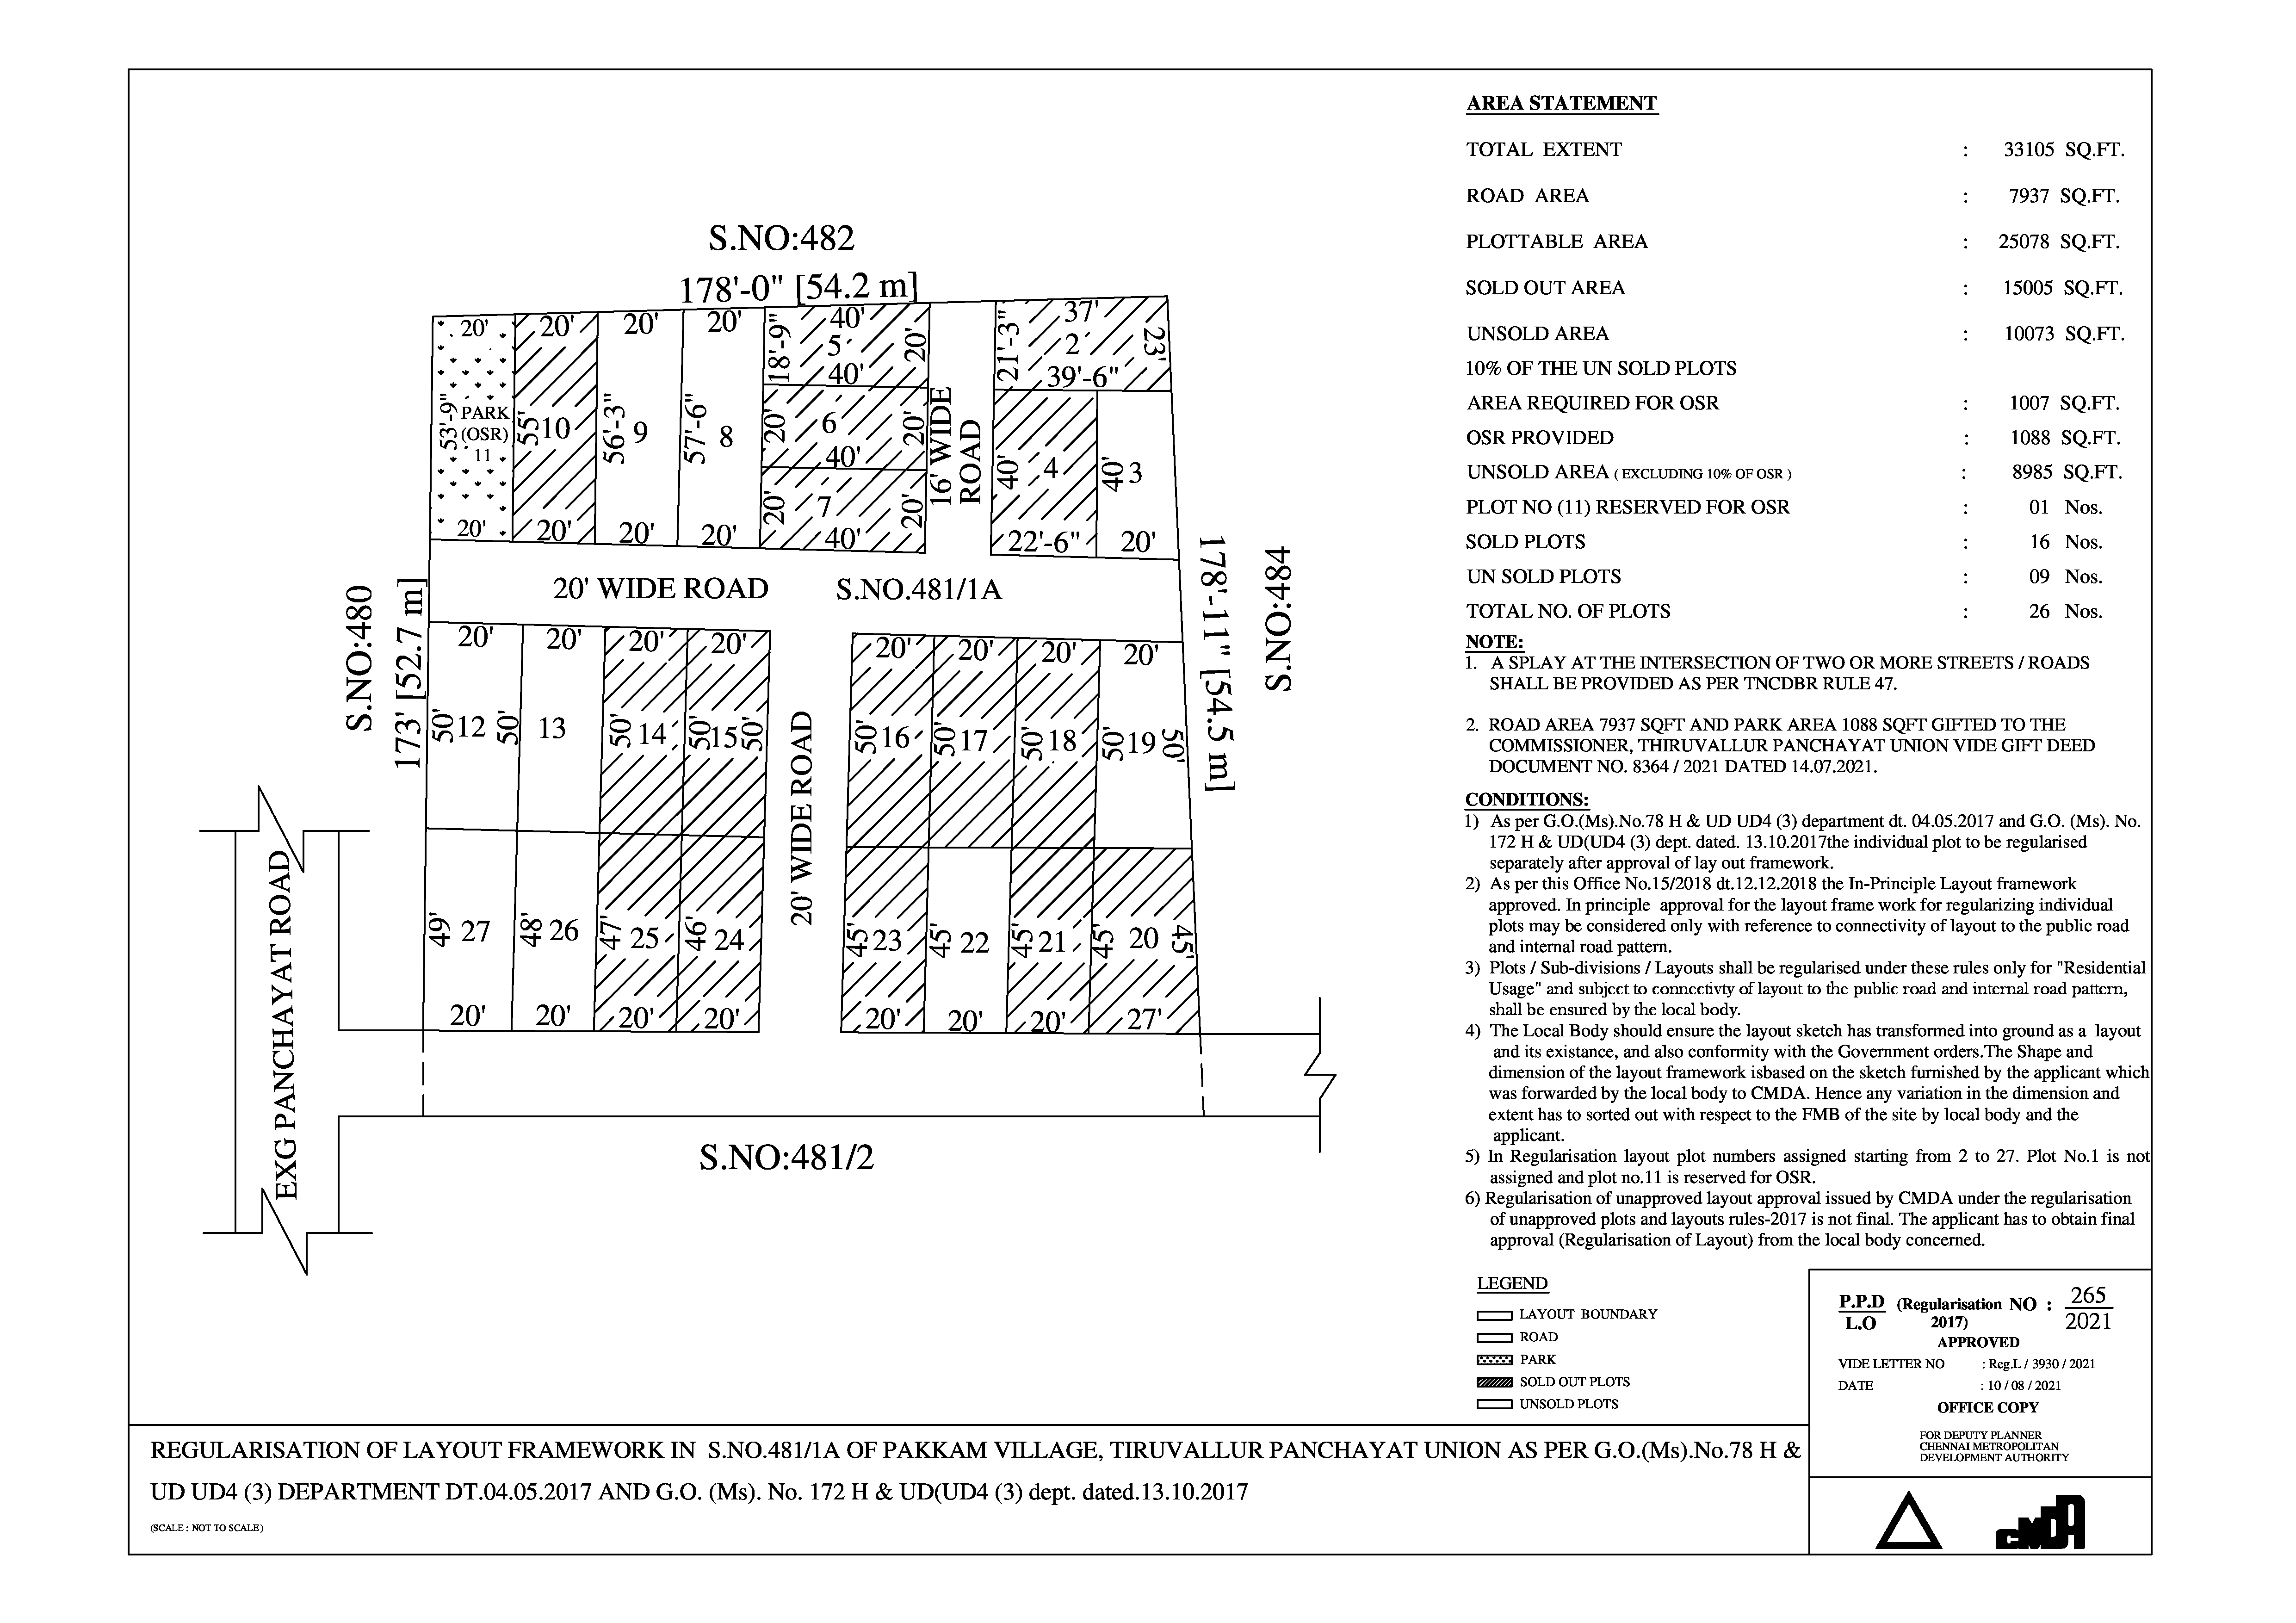 S.NO:482
178'-0" [54.2 m]
20'
20'
20'
20'
18'-9"
40'
5
20'
40'
21'-3"
37'
2
23'
39'-6"
53'-9"
PARK
(OSR)
11
55'
10
56'-3"
9
57'-6"
8
20'
6
20'
40'
20'
7
20'
40'
16' WIDE
ROAD
40'
4
40'
3
20'
20'
20'
20'
22'-6"
20'
20' WIDE ROAD
S.NO.481/1A
S.NO:480
173' [52.7 m]
178'-11" [54.5 m]
S.NO:484
20'
20'
20'
20'
20'
20'
20'
20'
50'
12
50'
13
50'
14
50'
15
50'
50'
16
50'
17
50'
18
50'
19
50'
20' WIDE ROAD
49'
27
48'
26
47'
25
46'
24
45'
23
45'
22
45'
21
45'
20
45'
20'
20'
20'
20'
20'
20'
20'
27'
EXG PANCHAYAT ROAD
S.NO:481/2
AREA STATEMENT
TOTAL EXTENT : 33105 SQ.FT.
ROAD AREA : 7937 SQ.FT.
PLOTTABLE AREA : 25078 SQ.FT.
SOLD OUT AREA : 15005 SQ.FT.
UNSOLD AREA : 10073 SQ.FT.
10% OF THE UN SOLD PLOTS
AREA REQUIRED FOR OSR : 1007 SQ.FT.
OSR PROVIDED : 1088 SQ.FT.
UNSOLD AREA ( EXCLUDING 10% OF OSR ) : 8985 SQ.FT.
PLOT NO (11) RESERVED FOR OSR : 01 Nos.
SOLD PLOTS : 16 Nos.
UN SOLD PLOTS : 09 Nos.
TOTAL NO. OF PLOTS : 26 Nos.
NOTE:
1. A SPLAY AT THE INTERSECTION OF TWO OR MORE STREETS / ROADS
SHALL BE PROVIDED AS PER TNCDBR RULE 47.
2. ROAD AREA 7937 SQFT AND PARK AREA 1088 SQFT GIFTED TO THE
COMMISSIONER, THIRUVALLUR PANCHAYAT UNION VIDE GIFT DEED
DOCUMENT NO. 8364 / 2021 DATED 14.07.2021.
CONDITIONS:
1) As per G.O.(Ms).No.78 H & UD UD4 (3) department dt. 04.05.2017 and G.O. (Ms). No.
172 H & UD(UD4 (3) dept. dated. 13.10.2017the individual plot to be regularised
separately after approval of lay out framework.
2) As per this Office No.15/2018 dt.12.12.2018 the In-Principle Layout framework
approved. In principle approval for the layout frame work for regularizing individual
plots may be considered only with reference to connectivity of layout to the public road
and internal road pattern.
3) Plots / Sub-divisions / Layouts shall be regularised under these rules only for "Residential
Usage" and subject to connectivty of layout to the public road and internal road pattern,
shall be ensured by the local body.
4) The Local Body should ensure the layout sketch has transformed into ground as a layout
and its existance, and also conformity with the Government orders.The Shape and
dimension of the layout framework isbased on the sketch furnished by the applicant which
was forwarded by the local body to CMDA. Hence any variation in the dimension and
extent has to sorted out with respect to the FMB of the site by local body and the
applicant.
5) In Regularisation layout plot numbers assigned starting from 2 to 27. Plot No.1 is not
assigned and plot no.11 is reserved for OSR.
6) Regularisation of unapproved layout approval issued by CMDA under the regularisation
of unapproved plots and layouts rules-2017 is not final. The applicant has to obtain final
approval (Regularisation of Layout) from the local body concerned.
LEGEND
LAYOUT BOUNDARY
ROAD
PARK
SOLD OUT PLOTS
UNSOLD PLOTS
P.P.D (Regularisation NO : 265
L.O 2017) 2021
APPROVED
VIDE LETTER NO : Reg.L / 3930 / 2021
DATE : 10 / 08 / 2021
OFFICE COPY
FOR DEPUTY PLANNER
CHENNAI METROPOLITAN
DEVELOPMENT AUTHORITY
CMDA
REGULARISATION OF LAYOUT FRAMEWORK IN S.NO.481/1A OF PAKKAM VILLAGE, TIRUVALLUR PANCHAYAT UNION AS PER G.O.(Ms).No.78 H &
UD UD4 (3) DEPARTMENT DT.04.05.2017 AND G.O. (Ms). No. 172 H & UD(UD4 (3) dept. dated.13.10.2017
(SCALE : NOT TO SCALE )